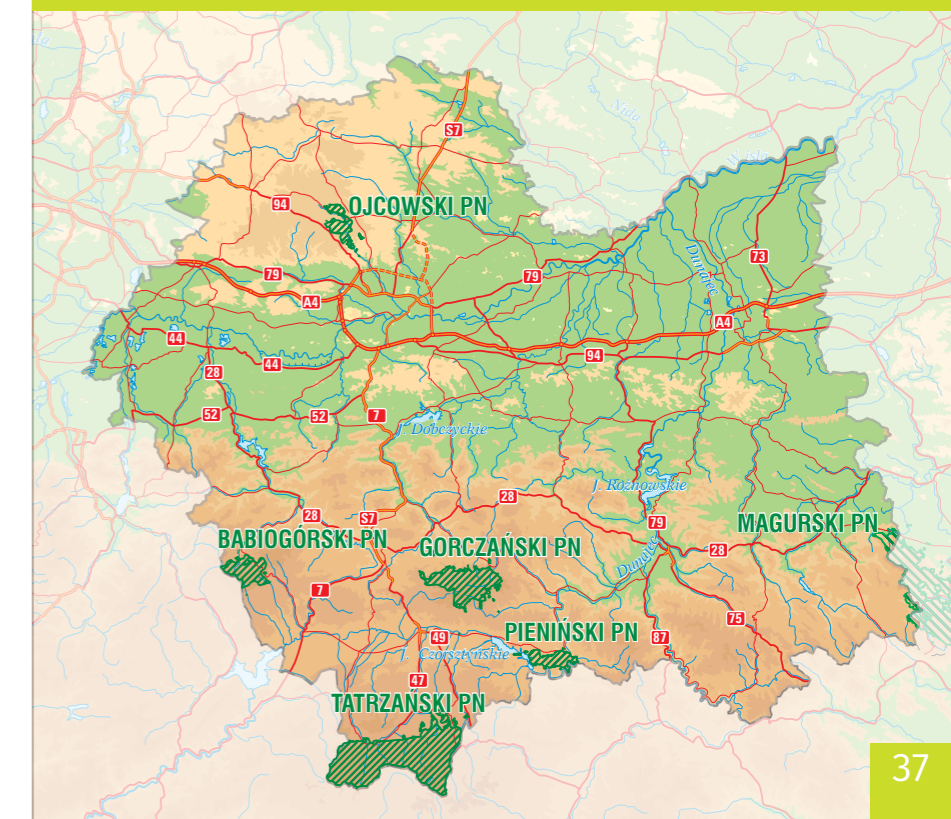 Nida
Wisła
S7
94
OJCOWSKI PN
79
79
73
Dunajec
A4
A4
44
94
28
44
52
52
7
J. Dobczyckie
J. Rożnowskie
28
28
S7
79
MAGURSKI PN
BABIOGÓRSKI PN
GORCZAŃSKI PN
28
Dunajec
7
75
PIENIŃSKI PN
49
87
J. Czorsztyńskie
47
TATRZAŃSKI PN
37